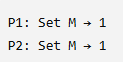 P1: Set M → 1
P2: Set M → 1